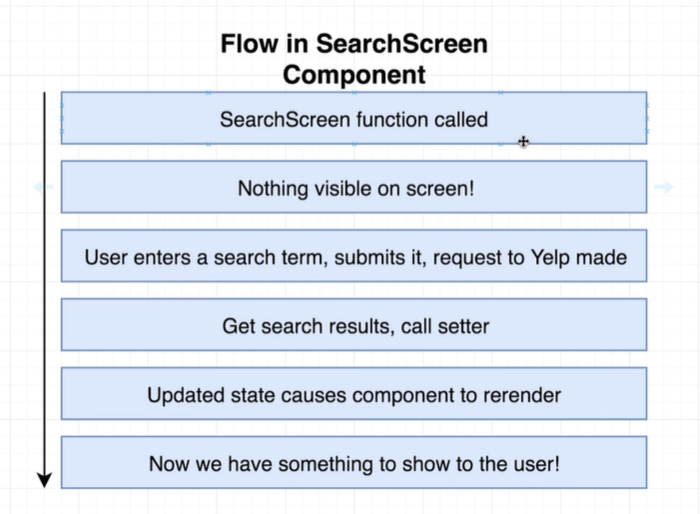 Flow in SearchScreen
Component
SearchScreen function called
Nothing visible on screen!
User enters a search term, submits it, request to Yelp made
Get search results, call setter
Updated state causes component to rerender
Now we have something to show to the user!